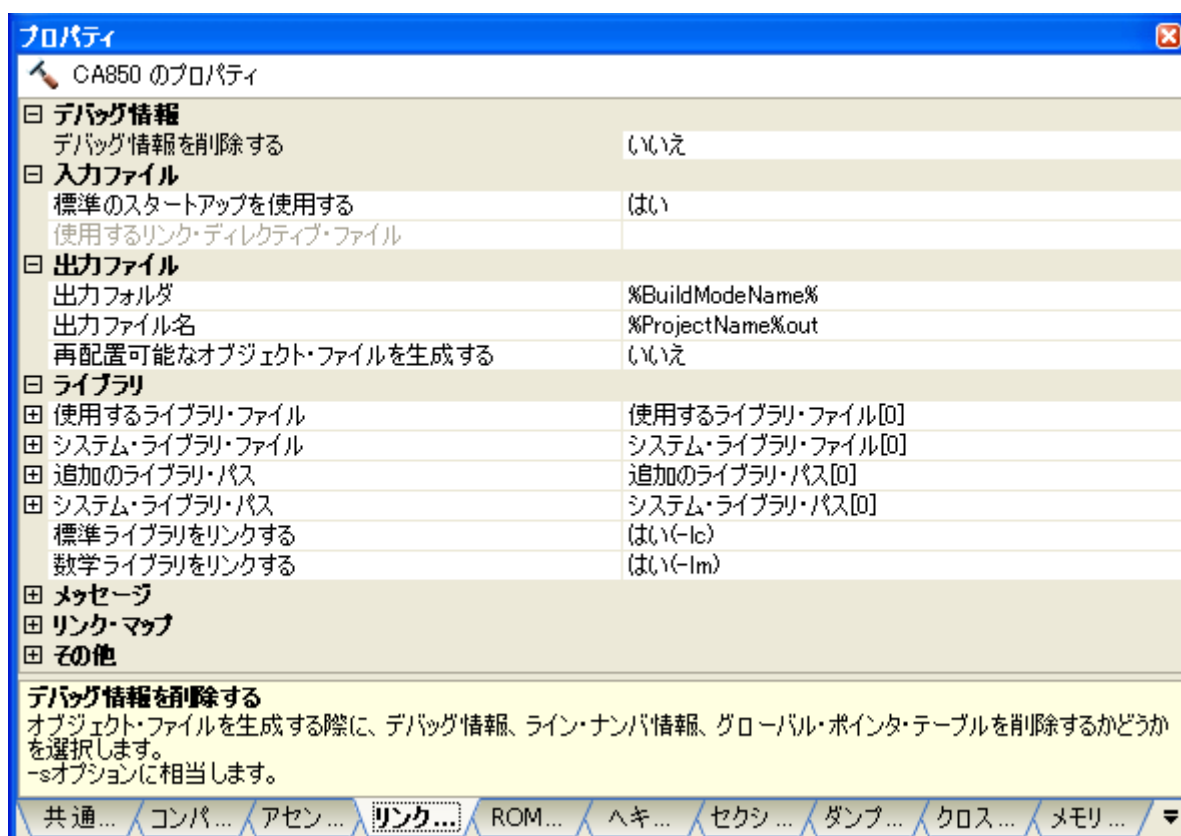 プロパティ
CA850 のプロパティ
デバッグ情報
デバッグ情報を削除する いいえ
入力ファイル
標準のスタートアップを使用する はい
使用するリンク・ディレクティブ・ファイル
出力ファイル
出力フォルダ %BuildModeName%
出力ファイル名 %ProjectName%out
再配置可能なオブジェクト・ファイルを生成する いいえ
ライブラリ
使用するライブラリ・ファイル 使用するライブラリ・ファイル[0]
システム・ライブラリ・ファイル システム・ライブラリ・ファイル[0]
追加のライブラリ・パス 追加のライブラリ・パス[0]
システム・ライブラリ・パス システム・ライブラリ・パス[0]
標準ライブラリをリンクする はい(-lc)
数学ライブラリをリンクする はい(-lm)
メッセージ
リンク・マップ
その他
デバッグ情報を削除する
オブジェクト・ファイルを生成する際に、デバッグ情報、ライン・ナンバ情報、グローバル・ポインタ・テーブルを削除するかどうか
を選択します。
-sオプションに相当します。
共通... コンパ... アセン... リンク... ROM... ヘキ... セクシ... ダンプ... クロス... メモリ...